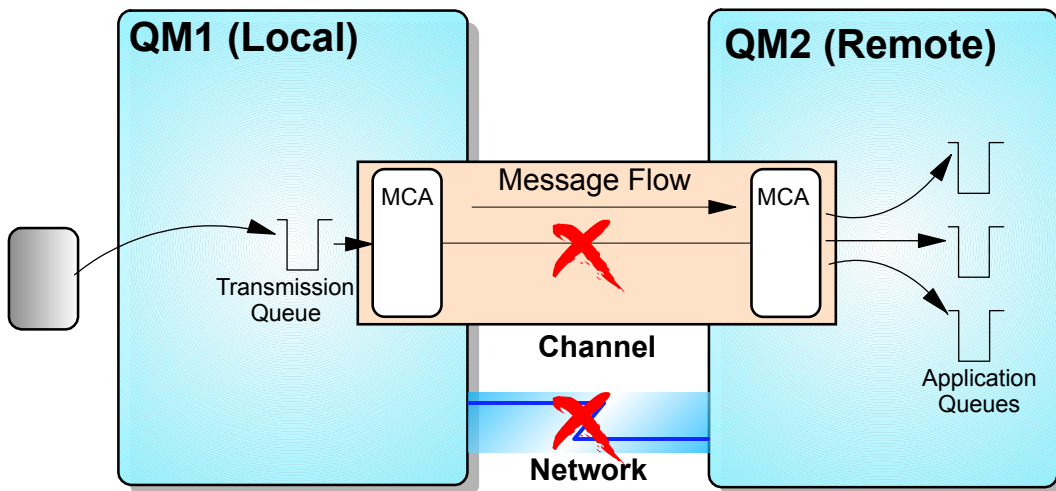 QM1 (Local)
QM2 (Remote)
MCA
Message Flow
MCA
Transmission
Queue
Channel
Application
Queues
Network